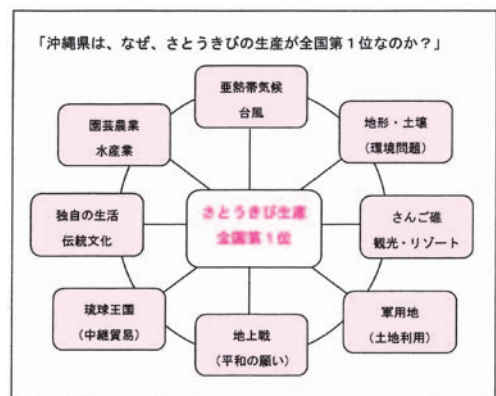 「沖縄県は、なぜ、さとうきびの生産が全国第1位なのか?」
亜熱帯気候
台風
園芸農業
水産業
地形・土壌
(環境問題)
独自の生活
伝統文化
さとうきび生産
全国第1位
さんご礁
観光・リゾート
琉球王国
(中継貿易)
地上戦
(平和の願い)
軍用地
(土地利用)